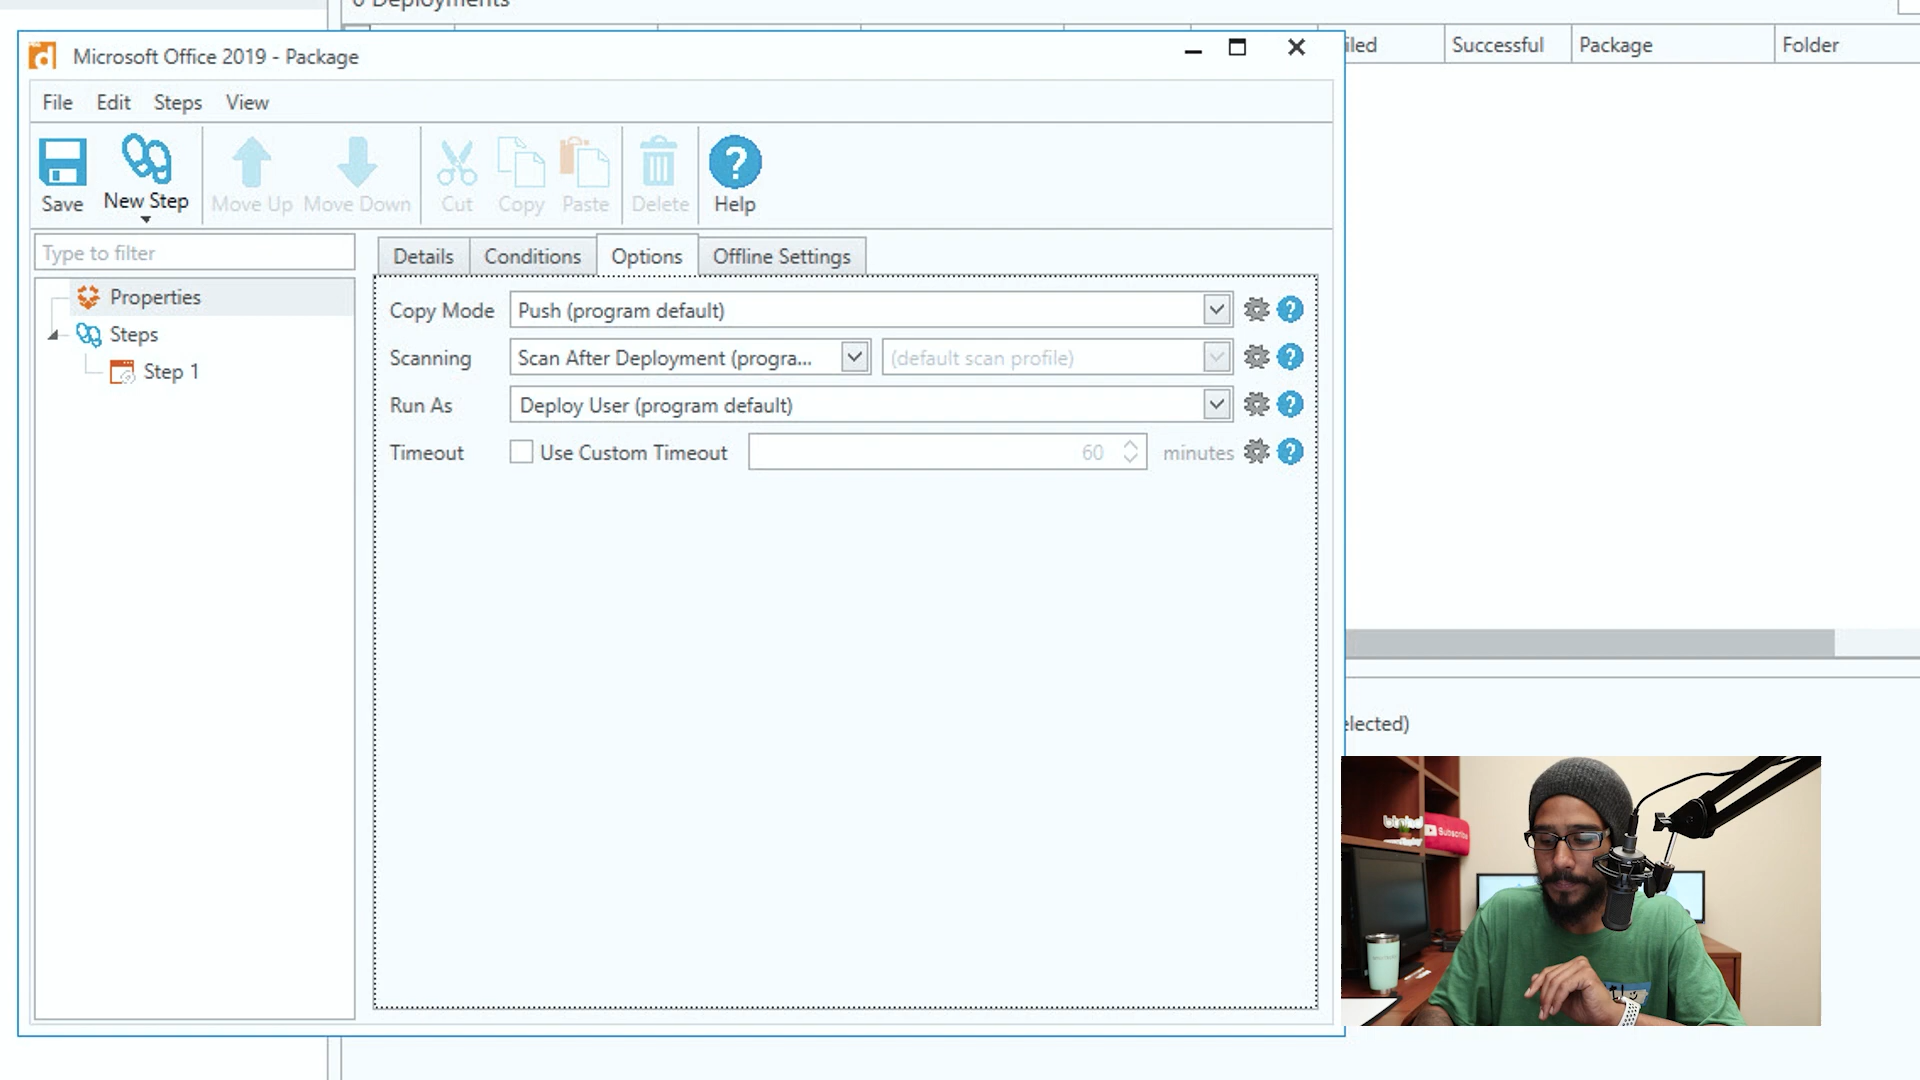 Deployments
Microsoft Office 2019 - Package
iled
Successful
Package
Folder
File
Edit
Steps
View
Save
New Step
Move Up
Move Down
Cut
Copy
Paste
Delete
Help
Type to filter
Properties
Steps
Step 1
Details
Conditions
Options
Offline Settings
Copy Mode
Push (program default)
Scanning
Scan After Deployment (progra...
(default scan profile)
Run As
Deploy User (program default)
Timeout
Use Custom Timeout
60
minutes
elected)
Subscribe